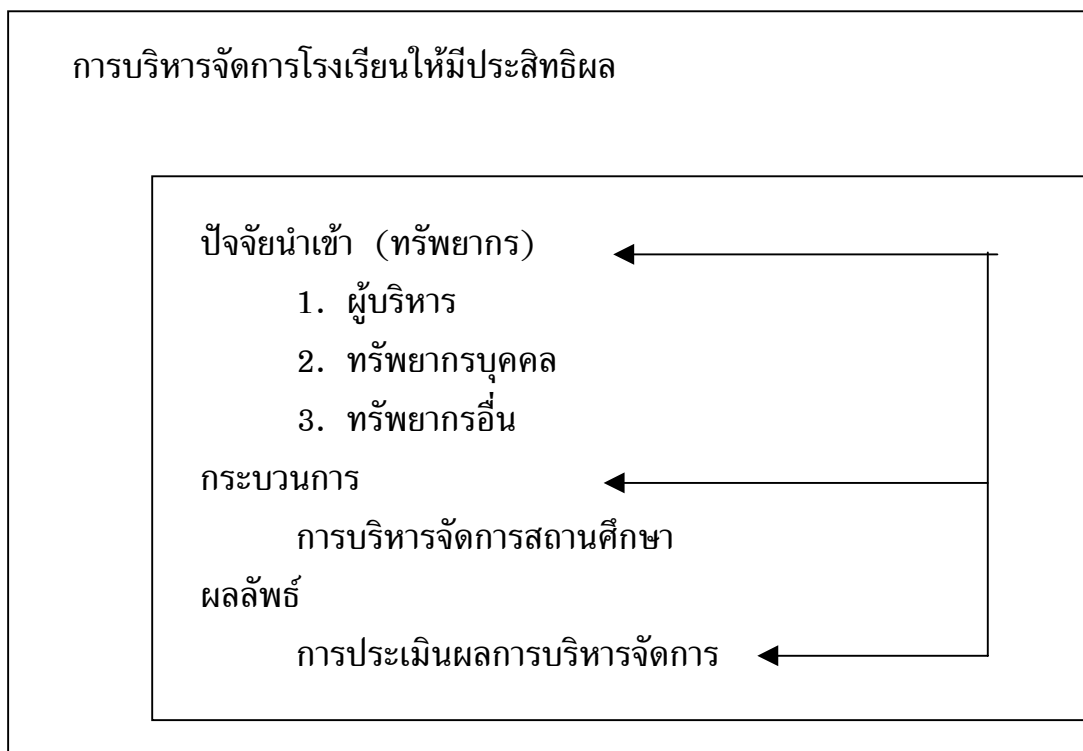 การบริหารจัดการโรงเรียนให้มีประสิทธิผล
ปัจจัยนำเข้า (ทรัพยากร)
1. ผู้บริหาร
2. ทรัพยากรบุคคล
3. ทรัพยากรอื่น
กระบวนการ
การบริหารจัดการสถานศึกษา
ผลลัพธ์
การประเมินผลการบริหารจัดการ